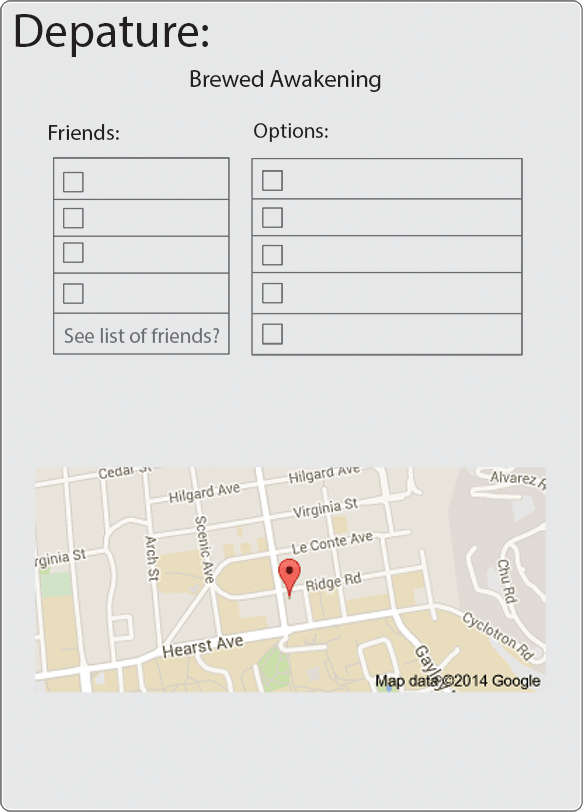 Depature:
Brewed Awakening
Friends:
Options:
See list of friends?
Cedar St
Hilgard Ave
Hilgard Ave
Alvarez R
Virginia St
Scenic Ave
Arch St
rginia St
Le Conte Ave
Ridge Rd
Chu Rd
Hearst Ave
Cyclotron Rd
Gayley
Map data ©2014 Google